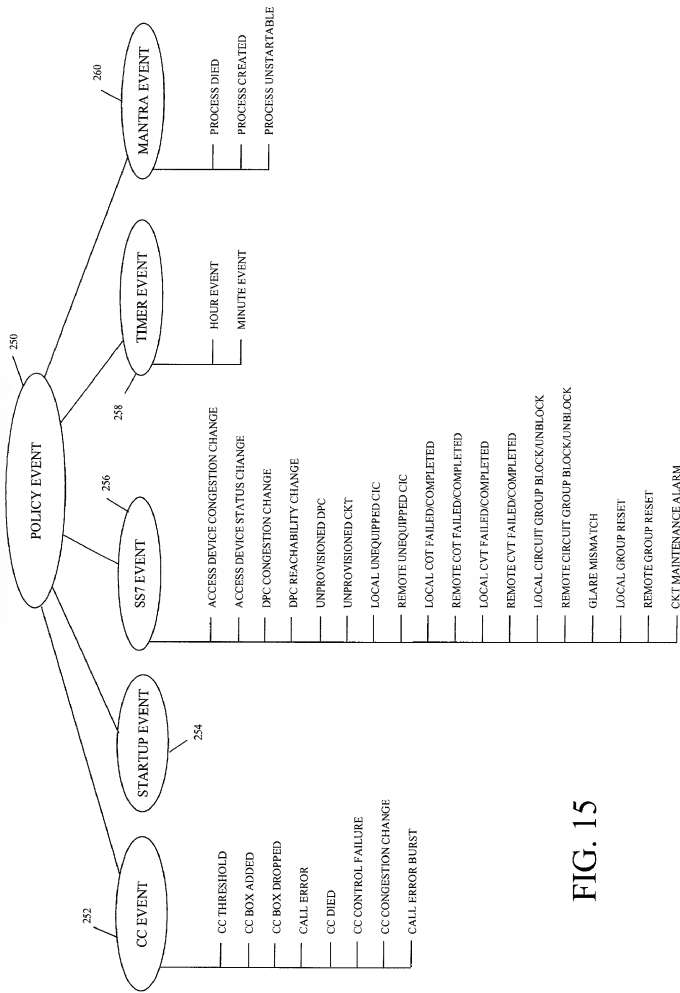 250
POLICY EVENT
252
CC EVENT
CC THRESHOLD
CC BOX ADDED
CC BOX DROPPED
CALL ERROR
CC DIED
CC CONTROL FAILURE
CC CONGESTION CHANGE
CALL ERROR BURST
STARTUP EVENT
254
256
SS7 EVENT
ACCESS DEVICE CONGESTION CHANGE
ACCESS DEVICE STATUS CHANGE
DPC CONGESTION CHANGE
DPC REACHABILITY CHANGE
UNPROVISIONED DPC
UNPROVISIONED CKT
LOCAL UNEQUIPPED CIC
REMOTE UNEQUIPPED CIC
LOCAL COT FAILED/COMPLETED
REMOTE COT FAILED/COMPLETED
LOCAL CVT FAILED/COMPLETED
REMOTE CVT FAILED/COMPLETED
LOCAL CIRCUIT GROUP BLOCK/UNBLOCK
REMOTE CIRCUIT GROUP BLOCK/UNBLOCK
GLARE MISMATCH
LOCAL GROUP RESET
REMOTE GROUP RESET
CKT MAINTENANCE ALARM
258
TIMER EVENT
HOUR EVENT
MINUTE EVENT
260
MANTRA EVENT
PROCESS DIED
PROCESS CREATED
PROCESS UNSTARTABLE
FIG. 15